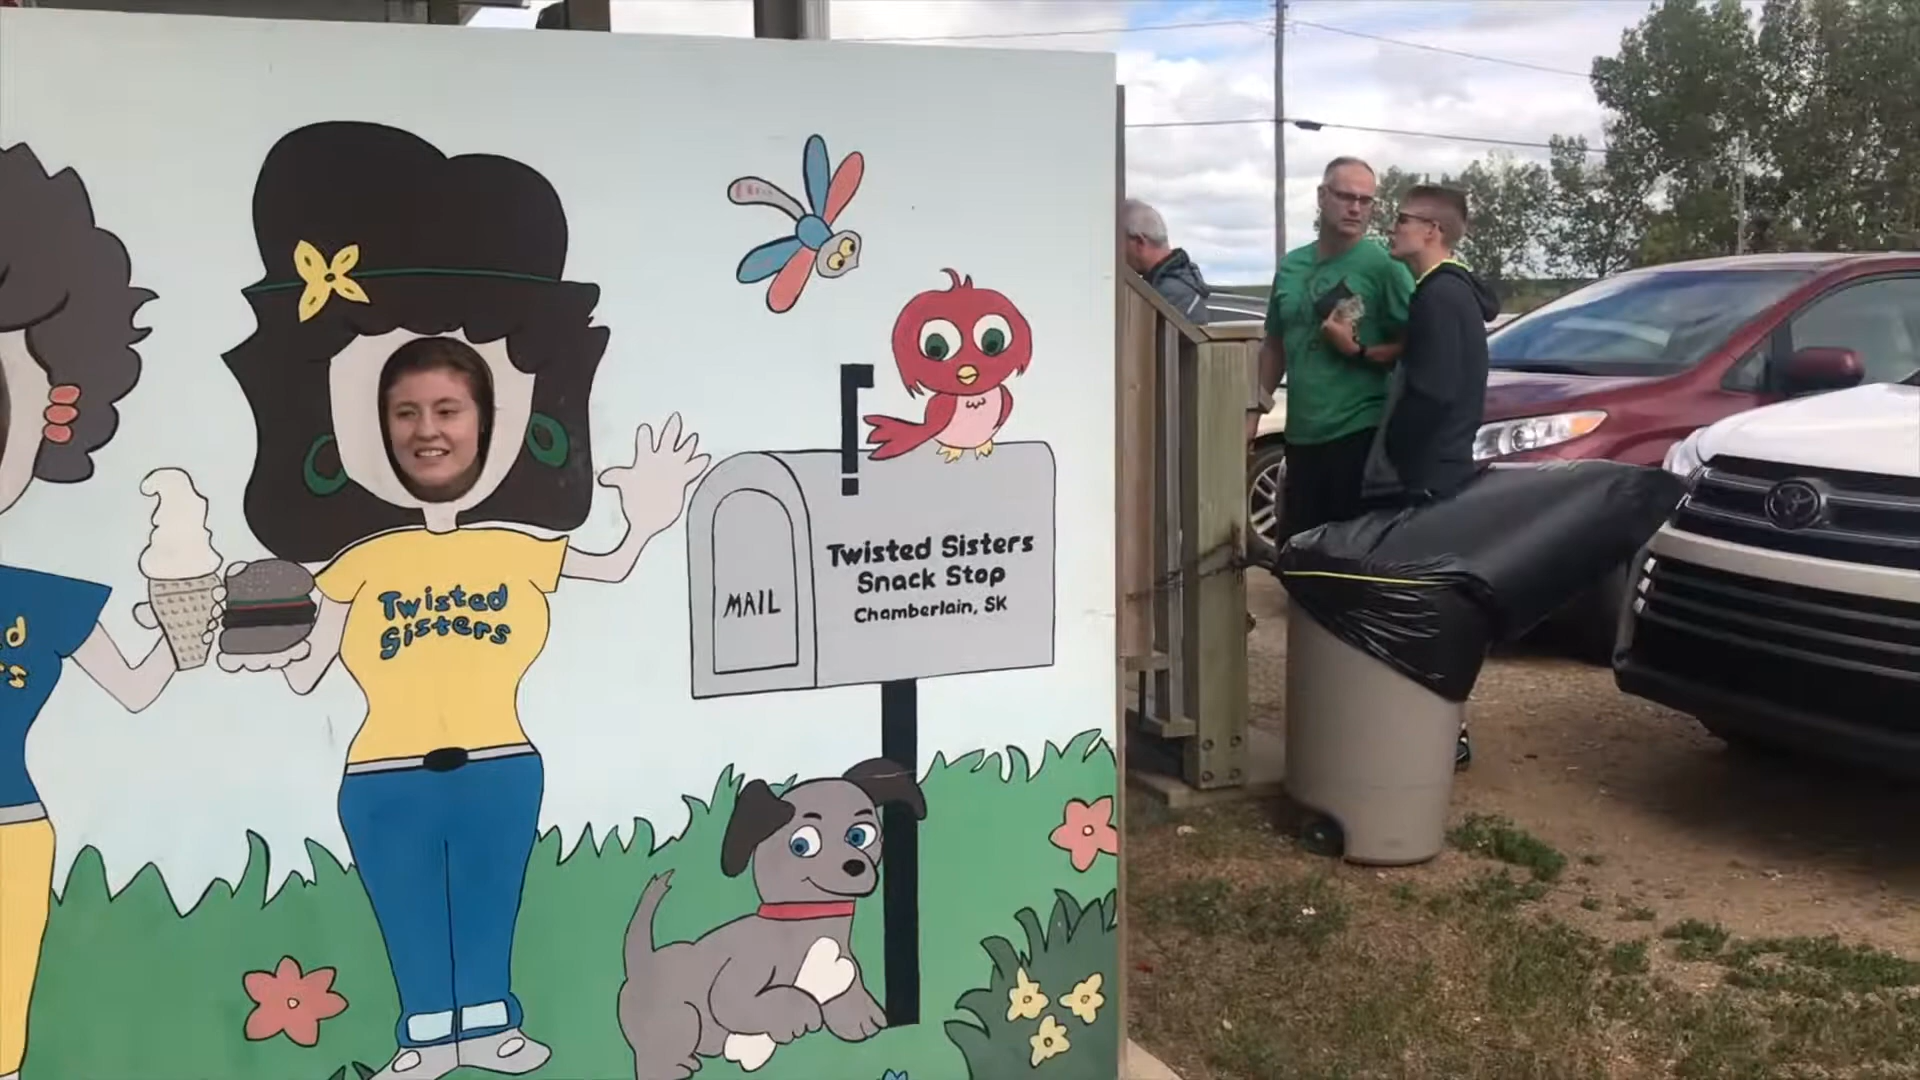 Twisted
Sisters
MAIL
Twisted Sisters
Snack Stop
Chamberlain, SK